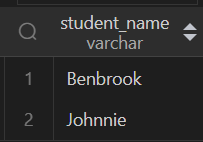 student_name
varchar
1 Benbrook
2 Johnnie